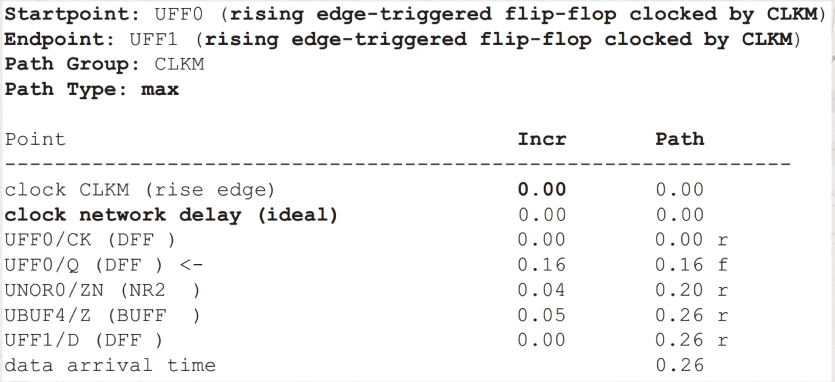 Startpoint: UFF0 (rising edge-triggered flip-flop clocked by CLKM)
Endpoint: UFF1 (rising edge-triggered flip-flop clocked by CLKM)
Path Group: CLKM
Path Type: max
Point Incr Path
---------------------------------------------------------------
clock CLKM (rise edge) 0.00 0.00
clock network delay (ideal) 0.00 0.00
UFF0/CK (DFF ) 0.00 0.00 r
UFF0/Q (DFF ) <- 0.16 0.16 f
UNOR0/ZN (NR2 ) 0.04 0.20 r
UBUF4/Z (BUFF ) 0.05 0.26 r
UFF1/D (DFF ) 0.00 0.26 r
data arrival time 0.26